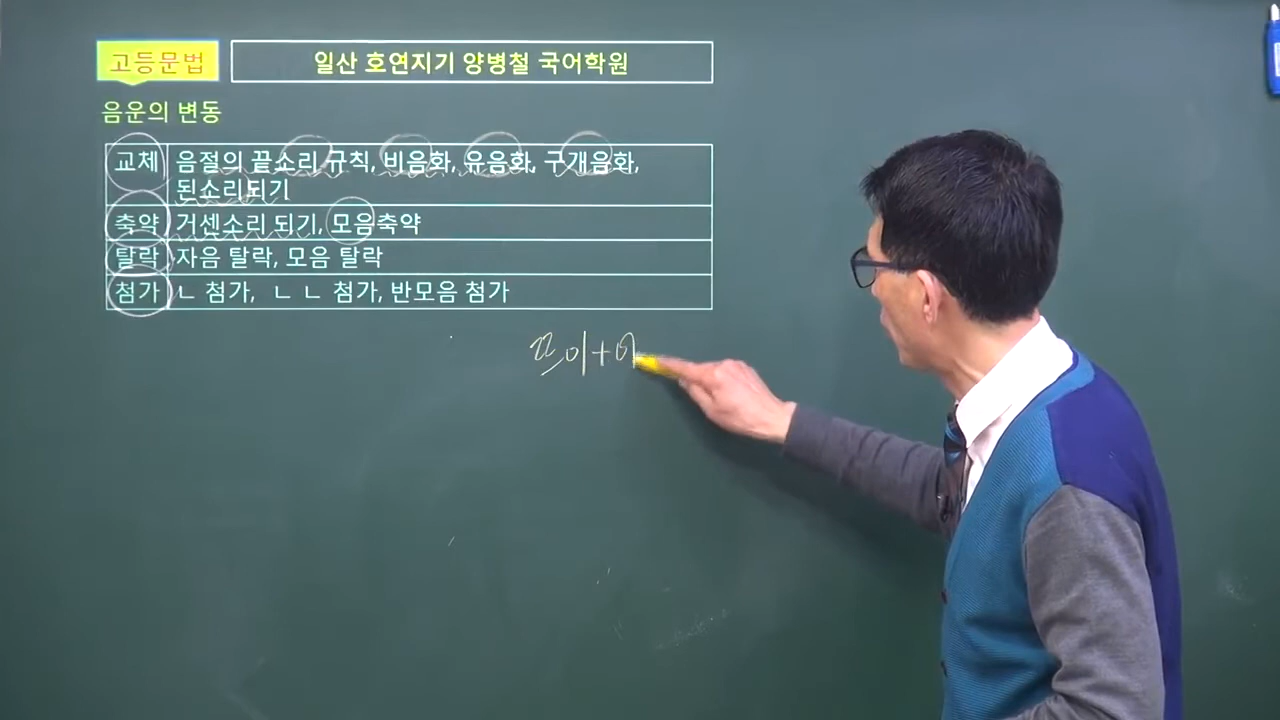 고등문법
일산 호연지기 양병철 국어학원
음운의 변동
교체 음절의 끝소리 규칙, 비음화, 유음화, 구개음화,
된소리되기
축약 거센소리 되기, 모음축약
탈락 자음 탈락, 모음 탈락
첨가 ㄴ 첨가, ㄴ ㄴ 첨가, 반모음 첨가